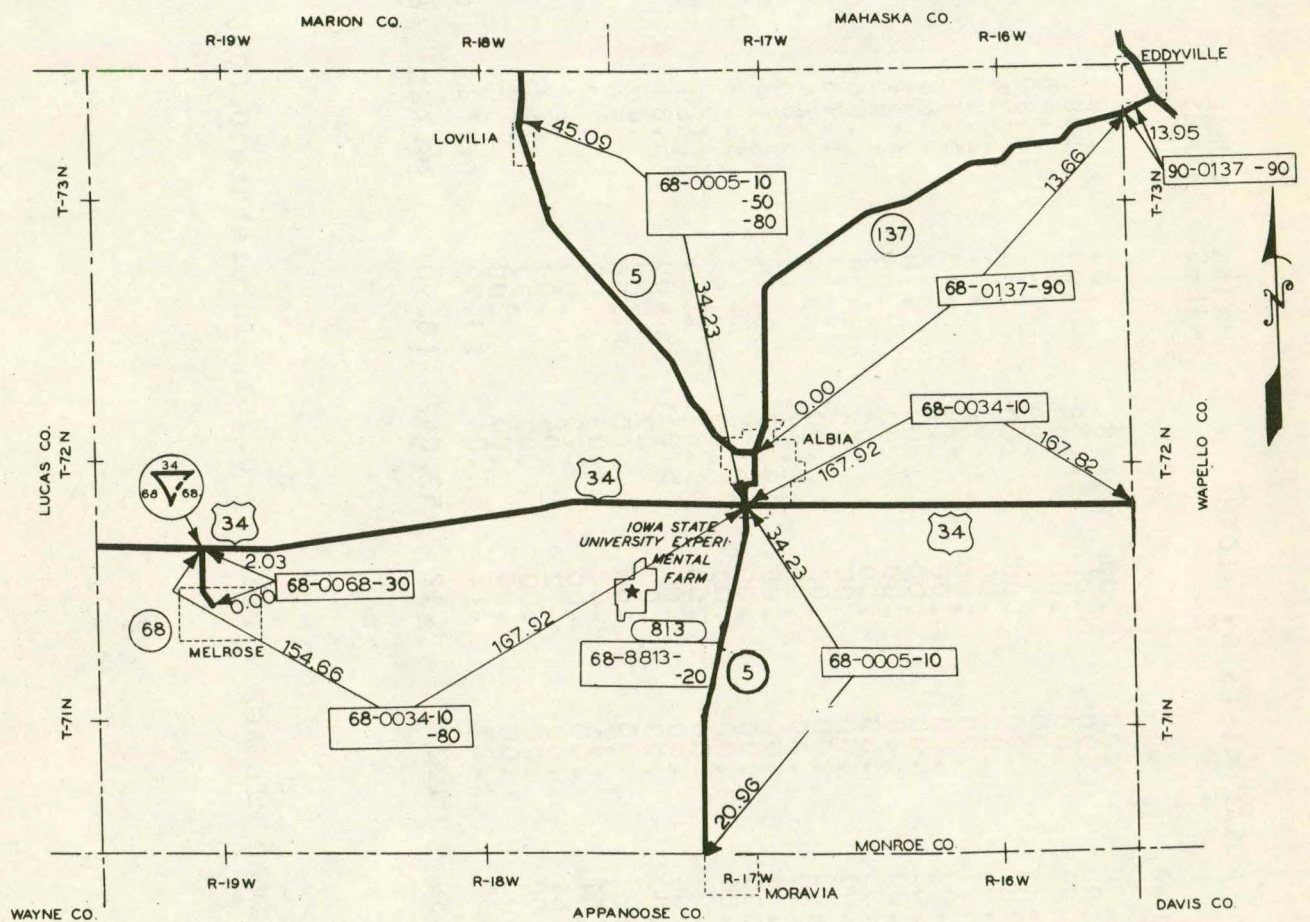 MARION CO.
MAHASKA CO.
R-19W
R-18W
R-17W
R-16W
EDDYVILLE
LOVILIA
45.09
13.95
68-0005-10
-50
-80
13.66
90-0137 -90
T-73N
T-73N
137
5
34.23
68-0137-90
0.00
68-0034-10
ALBIA
167.92
167.82
LUCAS CO.
T-72N
T-72N
WAPELLO CO.
34
68 68
34
34
34
IOWA STATE
UNIVERSITY EXPERI-
MENTAL
FARM
34.23
2.03
68-0068-30
0.00
68
MELROSE
154.66
167.92
813
68-8813-
-20
5
68-0005-10
68-0034-10
-80
T-71N
T-71N
20.96
MONROE CO.
R-19W
R-18W
R-17W
R-16W
MORAVIA
WAYNE CO.
APPANOOSE CO.
DAVIS CO.